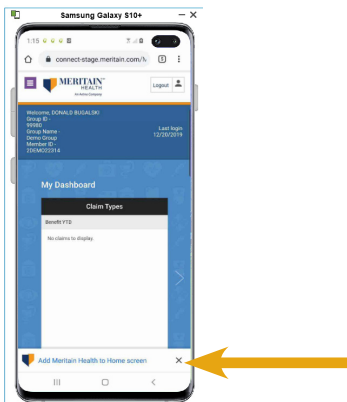 Samsung Galaxy S10+
1:15
connect-stage.meritain.com/
MERITAIN™
HEALTH
An Aetna Company
Logout
Welcome, DONALD BUGALSKI
Group ID -
Group Name -
Demo Group
Member ID -
Last login
12/20/2019
My Dashboard
Claim Types
Benefit YTD
No claims to display.
Add Meritain Health to Home screen